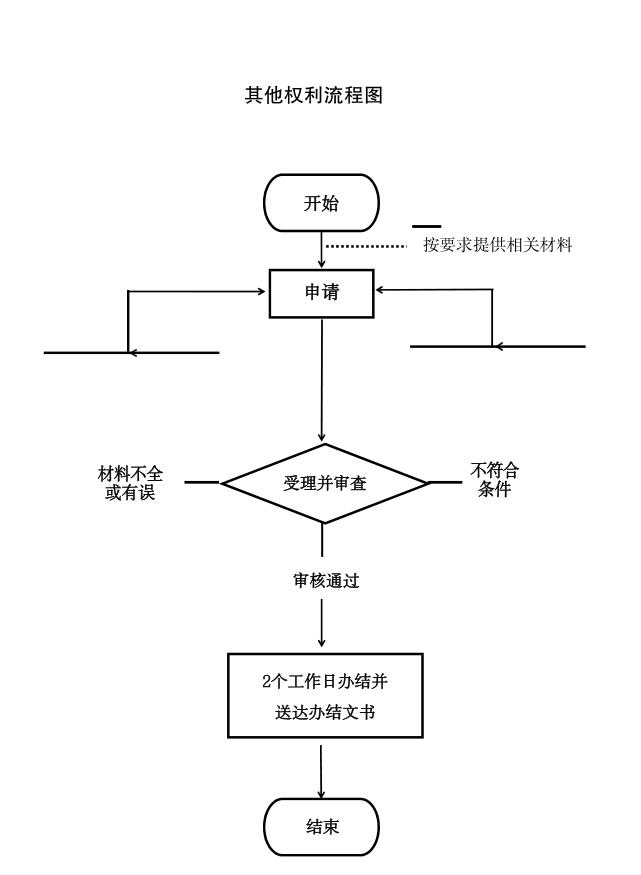 其他权利流程图
开始
按要求提供相关材料
申请
材料不全
或有误
受理并审查
不符合
条件
审核通过
2个工作日办结并
送达办结文书
结束